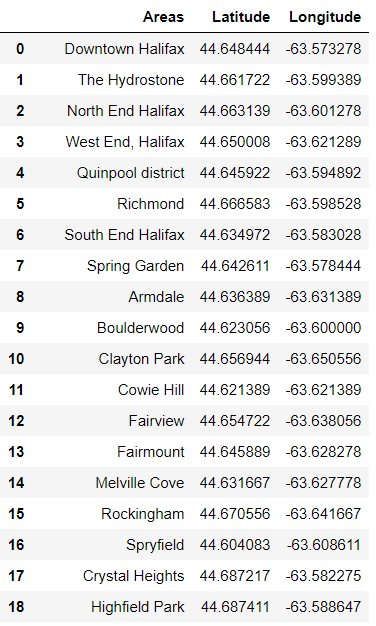 Areas Latitude Longitude
0 Downtown Halifax 44.648444 -63.573278
1 The Hydrostone 44.661722 -63.599389
2 North End Halifax 44.663139 -63.601278
3 West End, Halifax 44.650008 -63.621289
4 Quinpool district 44.645922 -63.594892
5 Richmond 44.666583 -63.598528
6 South End Halifax 44.634972 -63.583028
7 Spring Garden 44.642611 -63.578444
8 Armdale 44.636389 -63.631389
9 Boulderwood 44.623056 -63.600000
10 Clayton Park 44.656944 -63.650556
11 Cowie Hill 44.621389 -63.621389
12 Fairview 44.654722 -63.638056
13 Fairmount 44.645889 -63.628278
14 Melville Cove 44.631667 -63.627778
15 Rockingham 44.670556 -63.641667
16 Spryfield 44.604083 -63.608611
17 Crystal Heights 44.687217 -63.582275
18 Highfield Park 44.687411 -63.588647